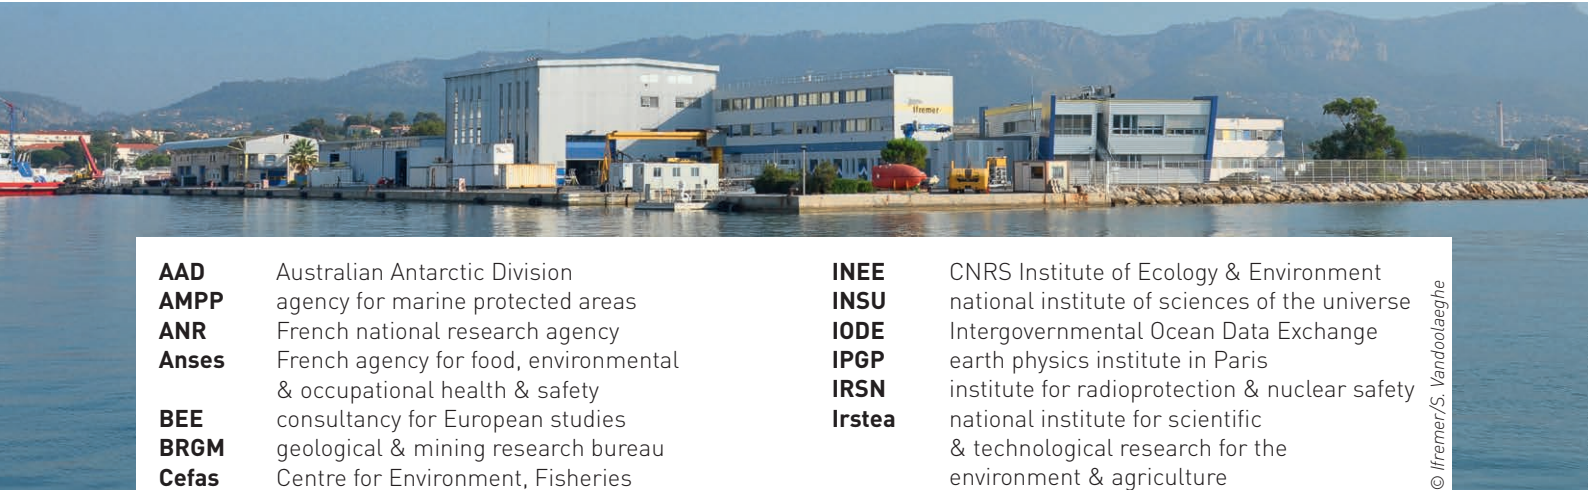 Ifremer
AAD Australian Antarctic Division
AMPP agency for marine protected areas
ANR French national research agency
Anses French agency for food, environmental
& occupational health & safety
BEE consultancy for European studies
BRGM geological & mining research bureau
Cefas Centre for Environment, Fisheries
INEE CNRS Institute of Ecology & Environment
INSU national institute of sciences of the universe
IODE Intergovernmental Ocean Data Exchange
IPGP earth physics institute in Paris
IRSN institute for radioprotection & nuclear safety
Irstea national institute for scientific
& technological research for the
environment & agriculture
© Ifremer/S. Vandoolaeghe